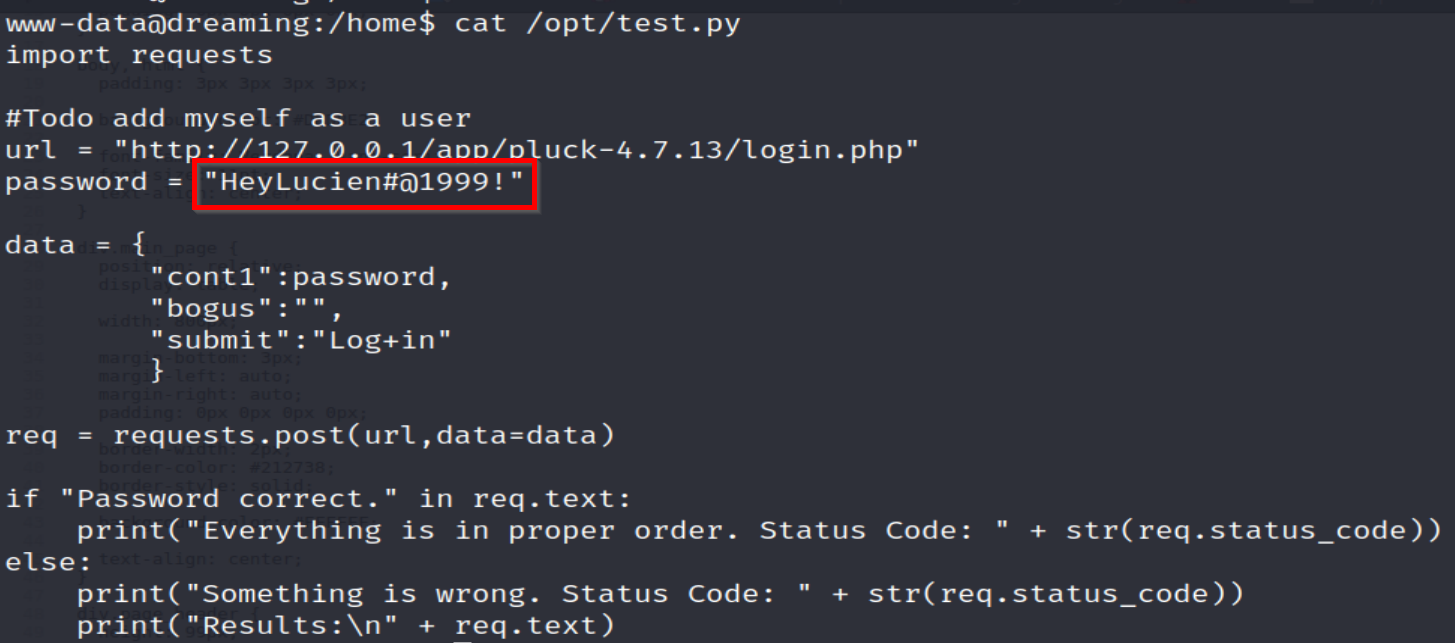 www-data@dreaming:/home$ cat /opt/test.py
import requests
#Todo add myself as a user
url = "http://127.0.0.1/app/pluck-4.7.13/login.php"
password = "HeyLucien#@1999!"
data = {
"cont1":password,
"bogus":"",
"submit":"Log+in"
}
req = requests.post(url,data=data)
if "Password correct." in req.text:
print("Everything is in proper order. Status Code: " + str(req.status_code))
else:
print("Something is wrong. Status Code: " + str(req.status_code))
print("Results:\n" + req.text)